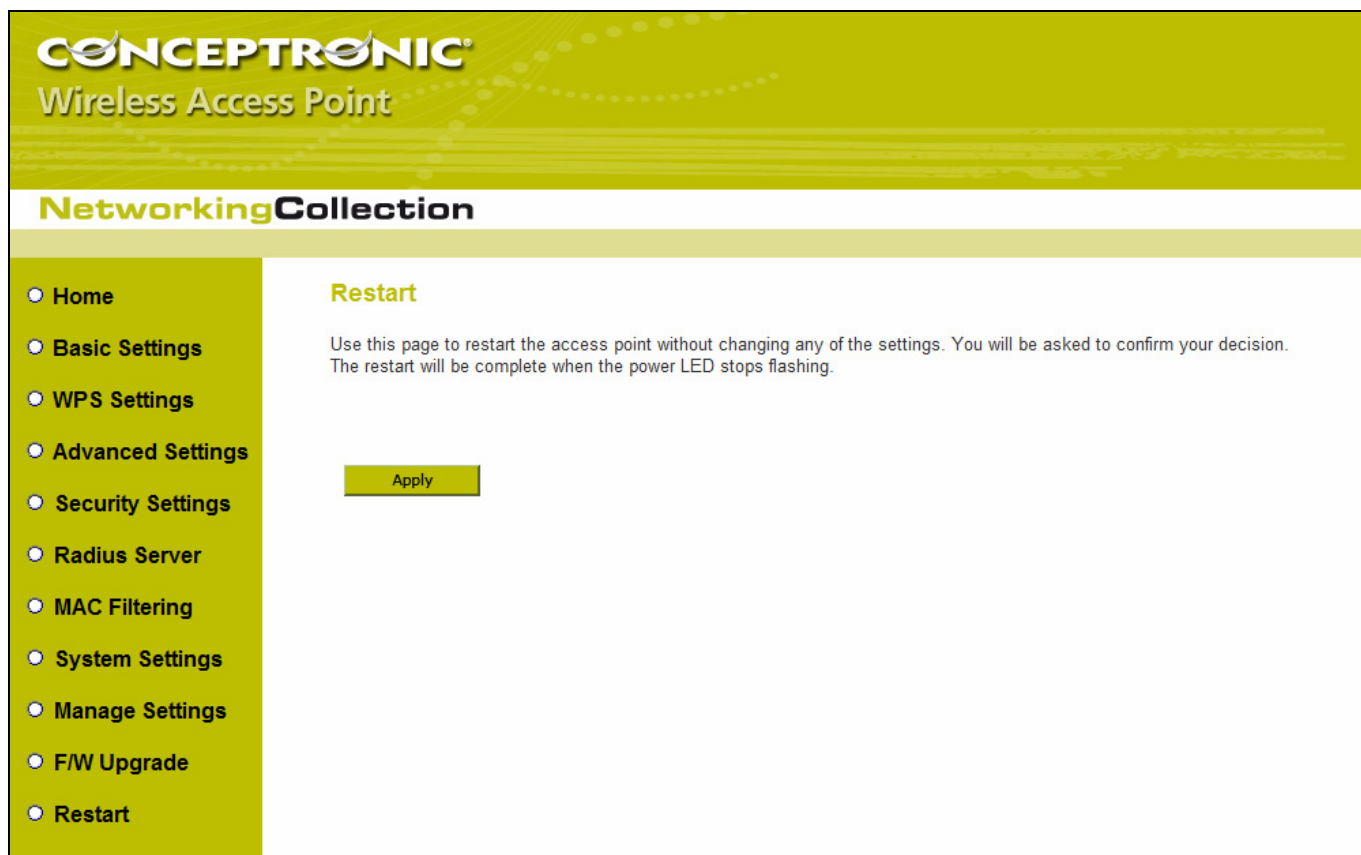 CONCEPTRONIC®
Wireless Access Point
NetworkingCollection
Home
Basic Settings
WPS Settings
Advanced Settings
Security Settings
Radius Server
MAC Filtering
System Settings
Manage Settings
F/W Upgrade
Restart
Restart
Use this page to restart the access point without changing any of the settings. You will be asked to confirm your decision.
The restart will be complete when the power LED stops flashing.
Apply